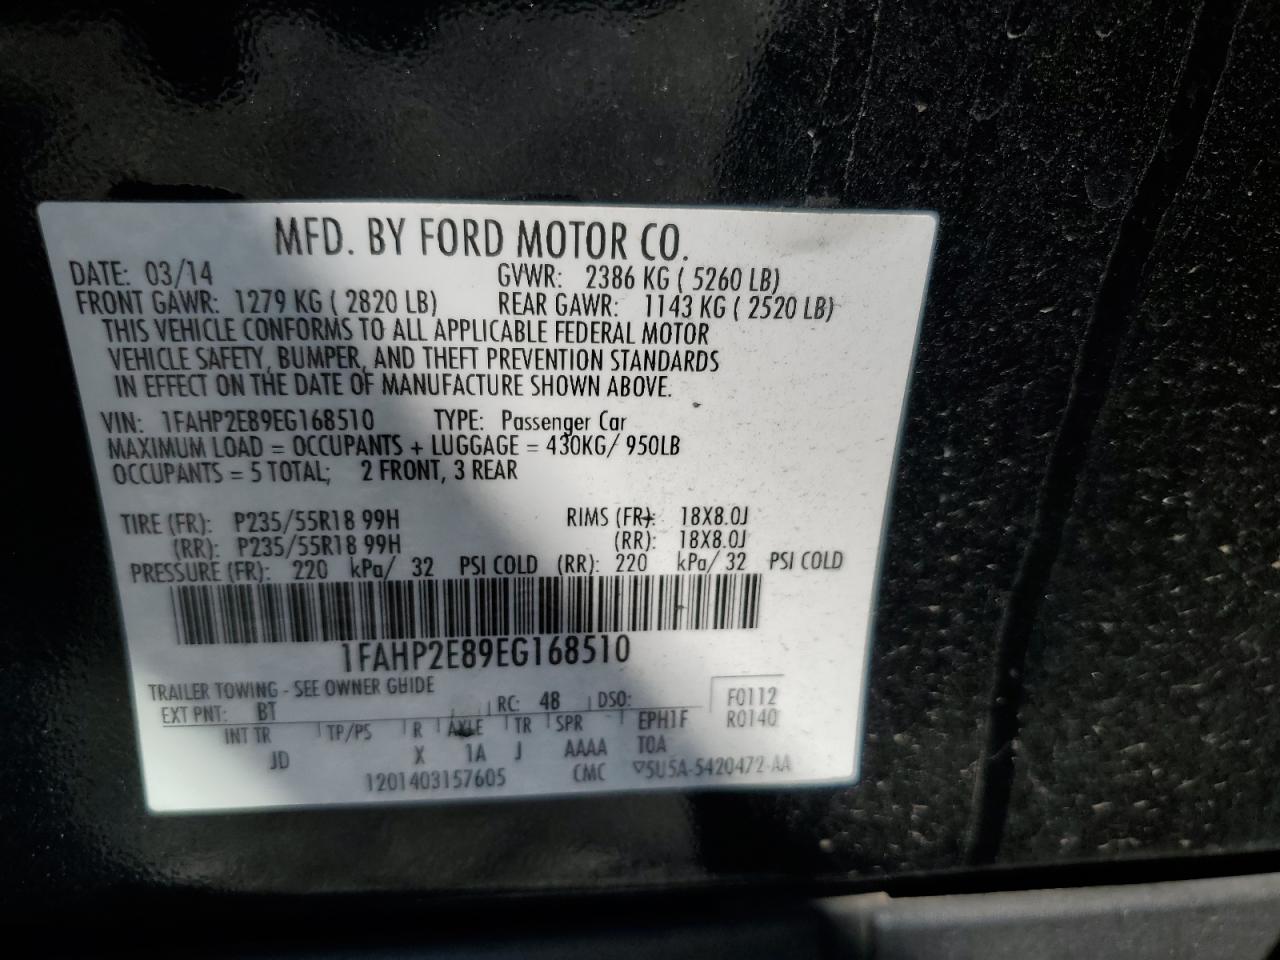 MFD. BY FORD MOTOR CO.
DATE: 03/14 GVWR: 2386 KG ( 5260 LB)
FRONT GAWR: 1279 KG ( 2820 LB) REAR GAWR: 1143 KG ( 2520 LB)
THIS VEHICLE CONFORMS TO ALL APPLICABLE FEDERAL MOTOR
VEHICLE SAFETY, BUMPER, AND THEFT PREVENTION STANDARDS
IN EFFECT ON THE DATE OF MANUFACTURE SHOWN ABOVE.
VIN: 1FAHP2E89EG168510 TYPE: Passenger Car
MAXIMUM LOAD = OCCUPANTS + LUGGAGE = 430KG/ 950LB
OCCUPANTS = 5 TOTAL; 2 FRONT, 3 REAR
TIRE (FR): P235/55R18 99H RIMS (FR): 18X8.0J
(RR): P235/55R18 99H (RR): 18X8.0J
PRESSURE (FR): 220 kPa/ 32 PSI COLD (RR): 220 kPa/ 32 PSI COLD
1FAHP2E89EG168510
TRAILER TOWING - SEE OWNER GUIDE
EXT PNT: BT RC: 48 DSO: F0112
INT TR TP/PS R AXLE TR SPR EPH1F R0140
JD X 1A J AAAA TOA
1201403157605 CMC ▽5U5A-5420472-AA